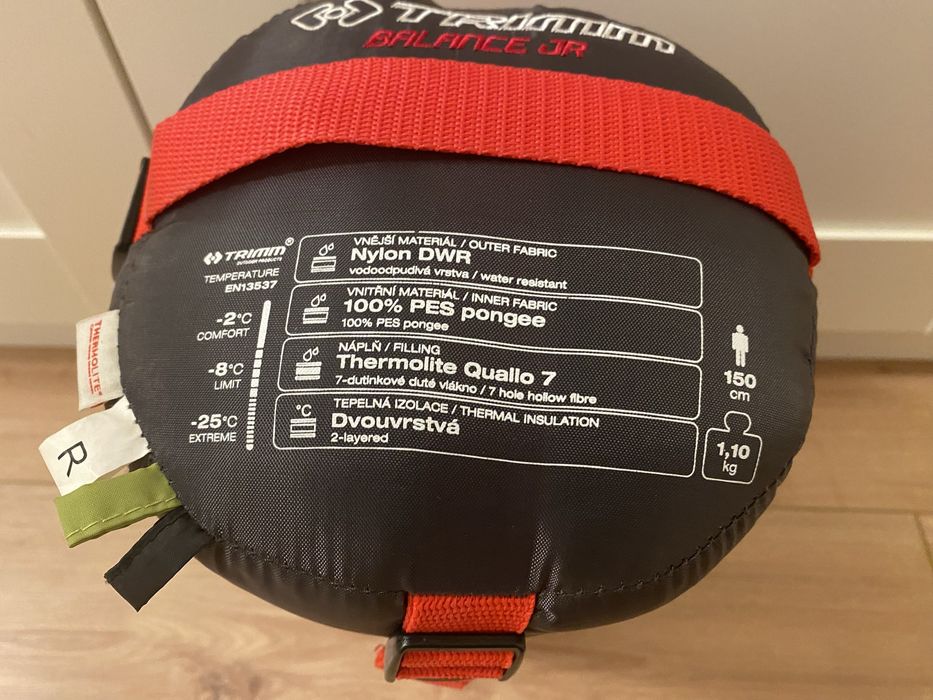 TRIMM
BALANCE JR
TRIMM®
OUTDOOR PRODUCTS
TEMPERATURE
EN13537
-2°C
COMFORT
-8°C
LIMIT
-25°C
EXTREME
VNĚJŠÍ MATERIÁL / OUTER FABRIC
Nylon DWR
vodoodpudivá vrstva / water resistant
VNITŘNÍ MATERIÁL / INNER FABRIC
100% PES pongee
100% PES pongee
NÁPLŇ / FILLING
Thermolite Quallo 7
7-dutinkové duté vlákno / 7 hole hollow fibre
°C
TEPELNÁ IZOLACE / THERMAL INSULATION
Dvouvrstvá
2-layered
150
cm
1,10
kg
THERMOLITE®
R